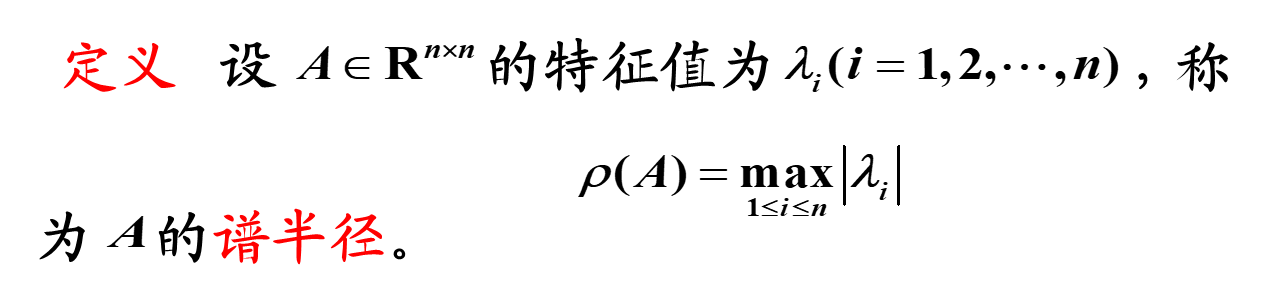 定义 设 A∈R^{n×n} 的特征值为 λ_i(i=1,2,⋯,n)，称
ρ(A)=max_{1≤i≤n}|λ_i|
为 A 的谱半径。